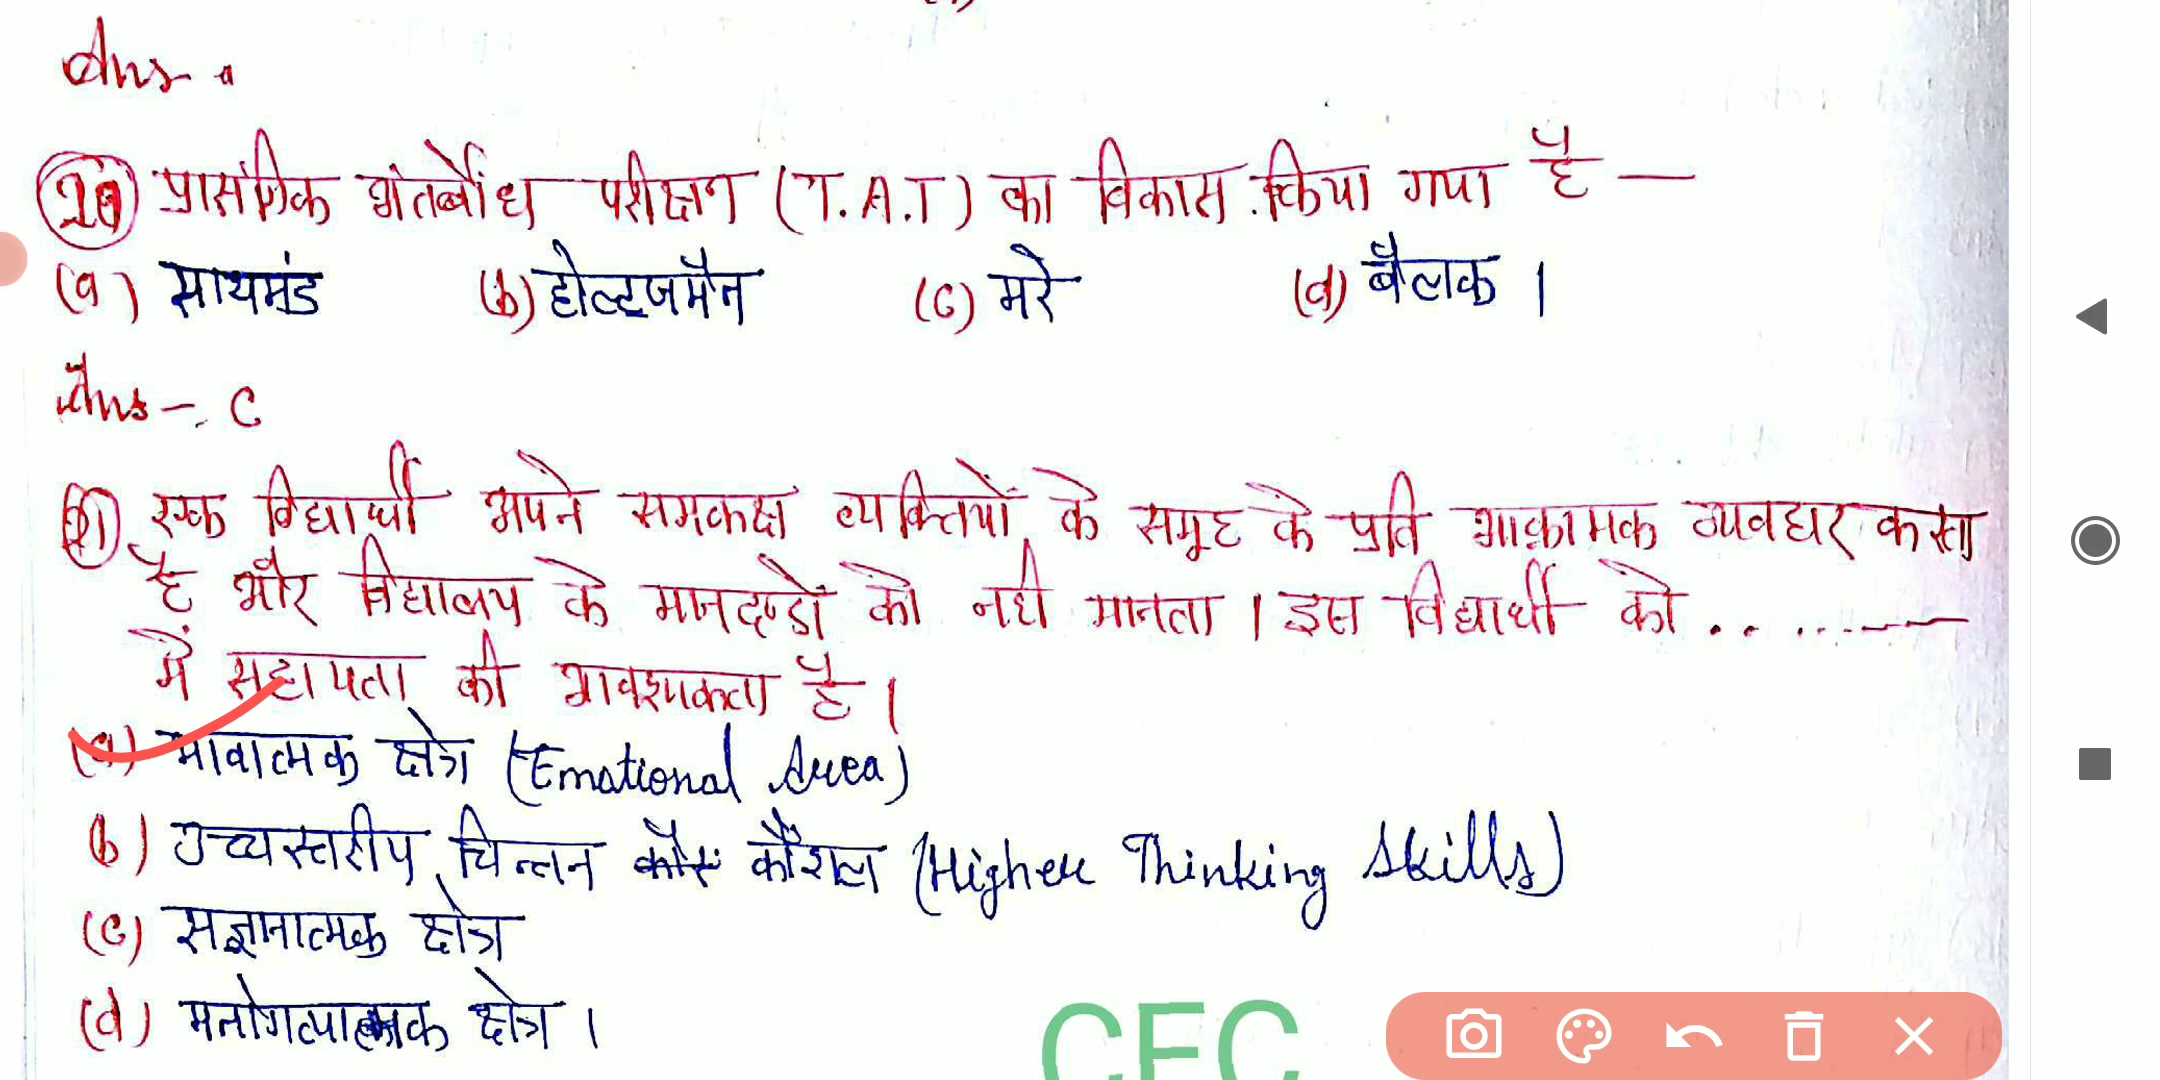 Ans- a
20 प्रासंगिक अंतर्बोध परीक्षण (T.A.T) का विकास किया गया है —
(a) सायमंड (b) होल्ट्जमैन (c) मरे (d) बैलक ।
Ans - c
21 एक विद्यार्थी अपने समकक्ष व्यक्तियों के समूह के प्रति आक्रामक व्यवहार करता
है और विद्यालय के मानदण्डों को नही मानता । इस विद्यार्थी को ........——
में सहायता की आवश्यकता है ।
(a) भावात्मक क्षेत्र (Emotional Area)
(b) उच्चस्तरीय चिन्तन कौशल (Higher Thinking Skills)
(c) सज्ञानात्मक क्षेत्र
(d) मनोगत्यात्मक क्षेत्र ।
CEC